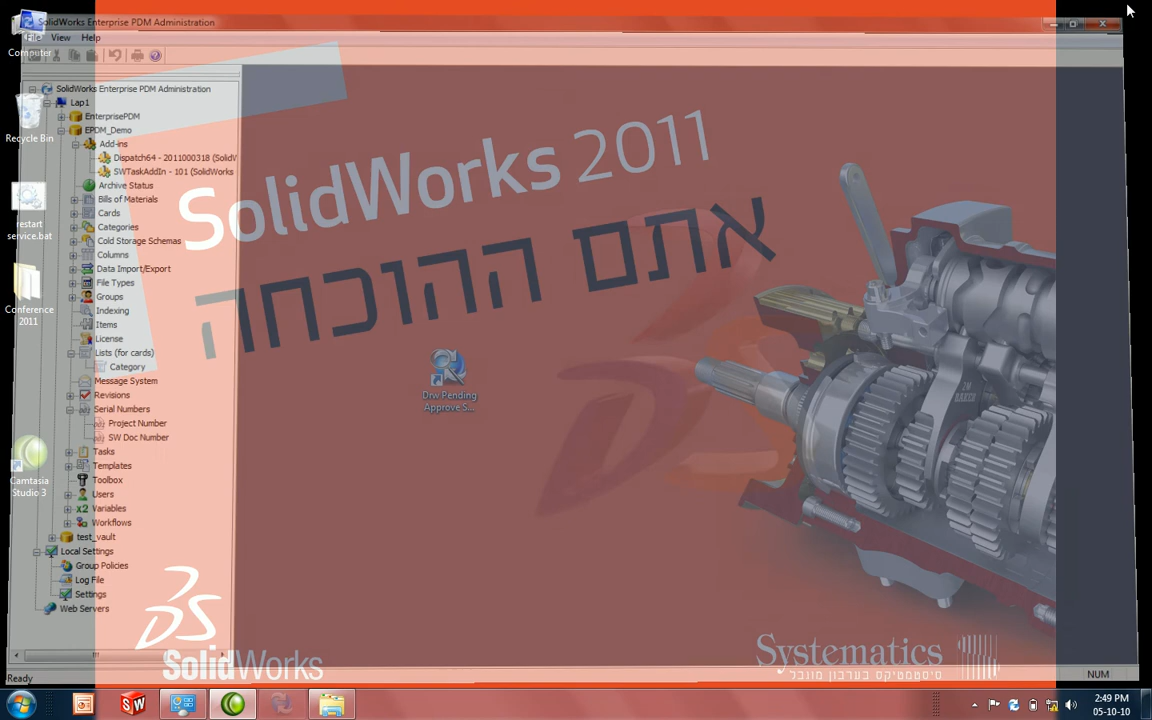 SolidWorks Enterprise PDM Administration
Computer
File View Help
Recycle Bin
restart
service.bat
Conference
2011
Camtasia
Studio 3
SolidWorks Enterprise PDM Administration
Lap1
EnterprisePDM
EPDM_Demo
Add-ins
Dispatch64 - 2011000318 (SolidW
SWTaskAddIn - 101 (SolidWorks
Archive Status
Bills of Materials
Cards
Categories
Cold Storage Schemas
Columns
Data Import/Export
File Types
Groups
Indexing
Items
License
Lists (for cards)
Category
Message System
Revisions
Serial Numbers
Project Number
SW Doc Number
Tasks
Templates
Toolbox
Users
Variables
Workflows
test_vault
Local Settings
Group Policies
Log File
Settings
Web Servers
SolidWorks 2011
אתם ההוכחה
Drw Pending
Approve S...
SolidWorks
Systematics
סיסטמטיקס בערבון מוגבל
Ready
NUM
2:49 PM
05-10-10